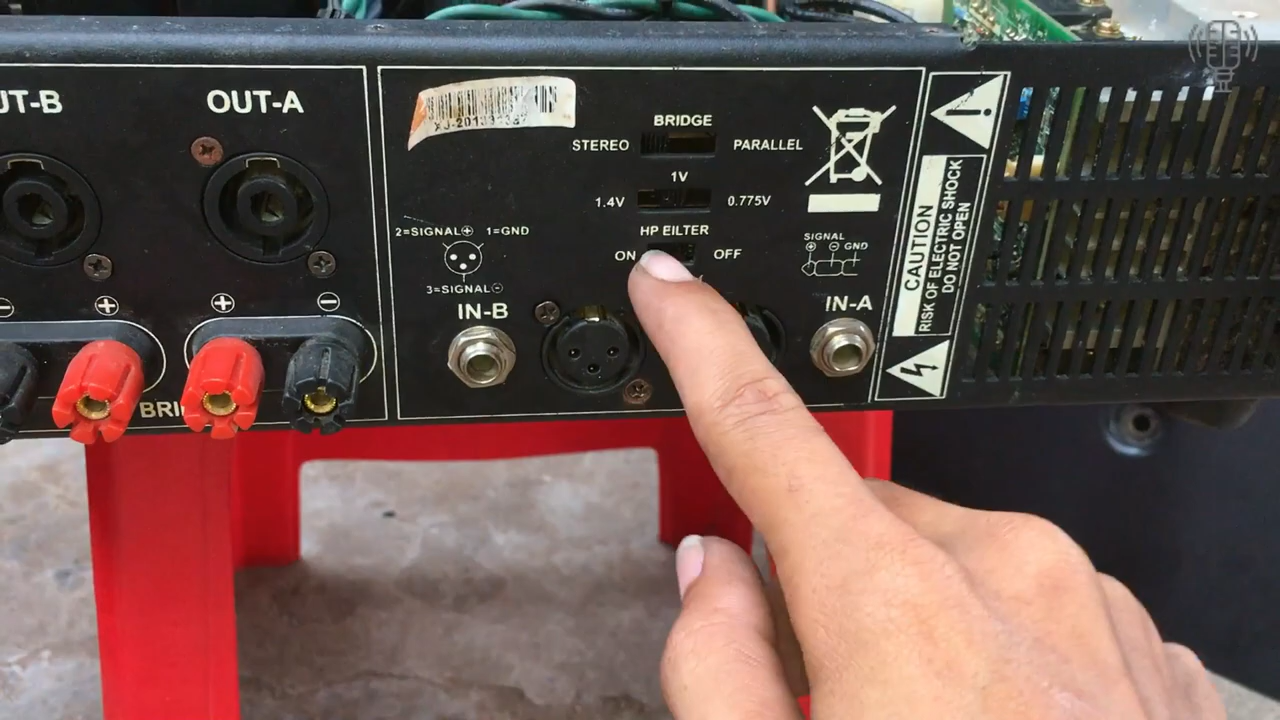 UT-B
OUT-A
BRIDGE
STEREO
PARALLEL
1V
1.4V
0.775V
HP FILTER
ON
OFF
2=SIGNAL⊕
1=GND
3=SIGNAL⊖
IN-B
SIGNAL
⊕ ⊖ GND
IN-A
CAUTION
RISK OF ELECTRIC SHOCK
DO NOT OPEN
⊖
⊕
⊕
⊖
BRI